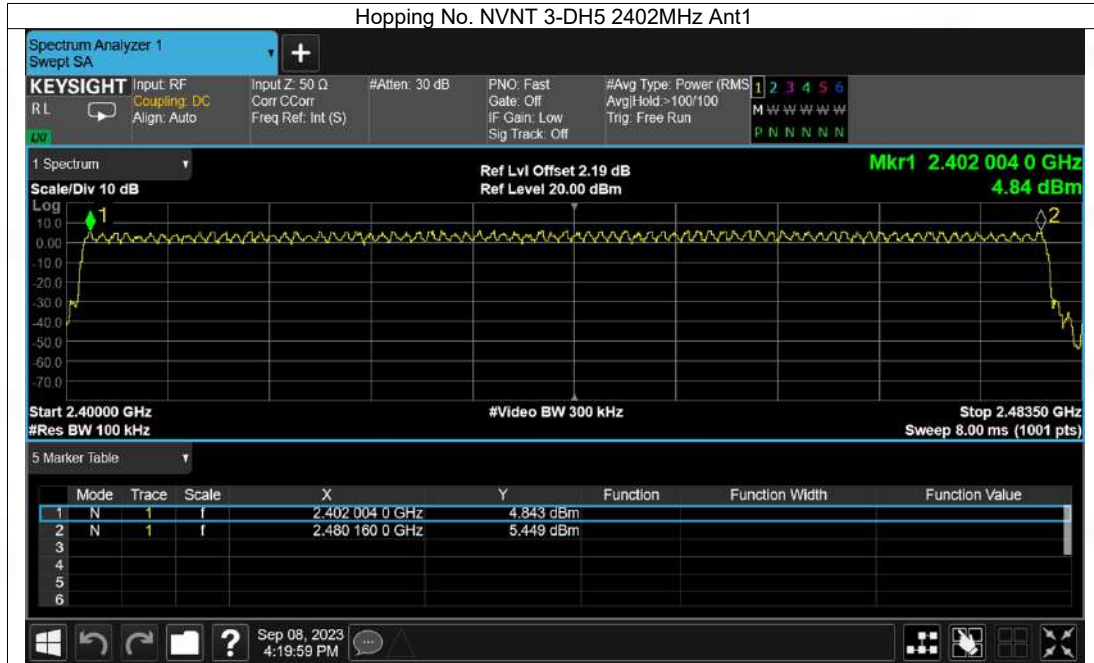 Hopping No. NVNT 3-DH5 2402MHz Ant1
Spectrum Analyzer 1
Swept SA
+
KEYSIGHT Input: RF Input Z: 50 Ω #Atten: 30 dB PNO: Fast #Avg Type: Power (RMS 1 2 3 4 5 6
RL Coupling: DC Corr CCorr Gate: Off Avg|Hold:>100/100 M W W W W W
Align: Auto Freq Ref: Int (S) IF Gain: Low Trig: Free Run
LXI Sig Track: Off P N N N N N
1 Spectrum Ref Lvl Offset 2.19 dB Mkr1 2.402 004 0 GHz
Scale/Div 10 dB Ref Level 20.00 dBm 4.84 dBm
Log
1 2
10.0
0.00
-10.0
-20.0
-30.0
-40.0
-50.0
-60.0
-70.0
Start 2.40000 GHz #Video BW 300 kHz Stop 2.48350 GHz
#Res BW 100 kHz Sweep 8.00 ms (1001 pts)
5 Marker Table
Mode Trace Scale X Y Function Function Width Function Value
1 N 1 f 2.402 004 0 GHz 4.843 dBm
2 N 1 f 2.480 160 0 GHz 5.449 dBm
3
4
5
6
? Sep 08, 2023
4:19:59 PM